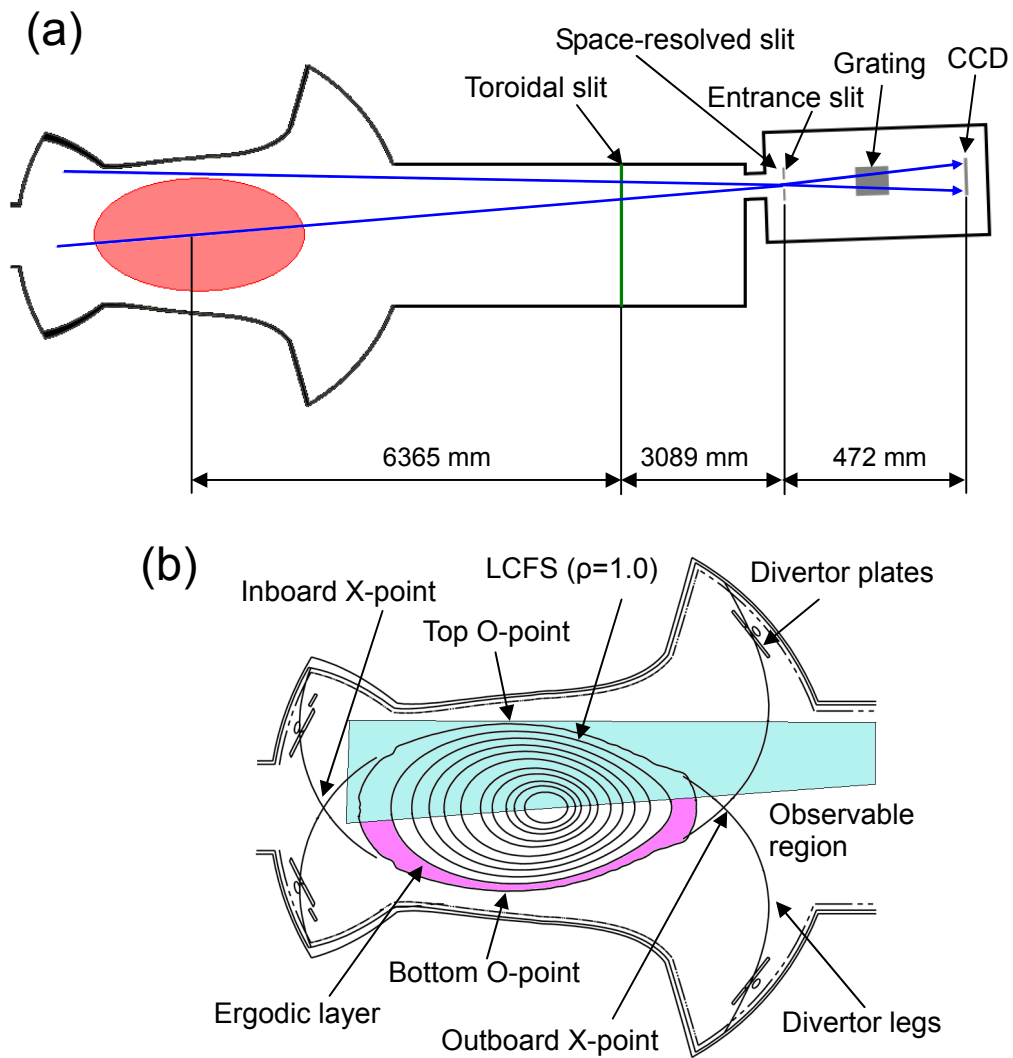 (a)
Space-resolved slit
CCD
Grating
Toroidal slit
Entrance slit
6365 mm
3089 mm
472 mm
(b)
LCFS (ρ=1.0)
Divertor plates
Inboard X-point
Top O-point
Observable
region
Bottom O-point
Ergodic layer
Divertor legs
Outboard X-point